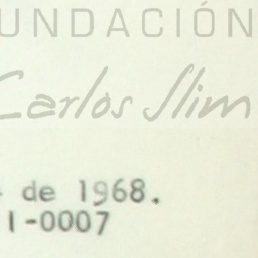 UNDACIÓN
Carlos Slim
de 1968.
1-0007